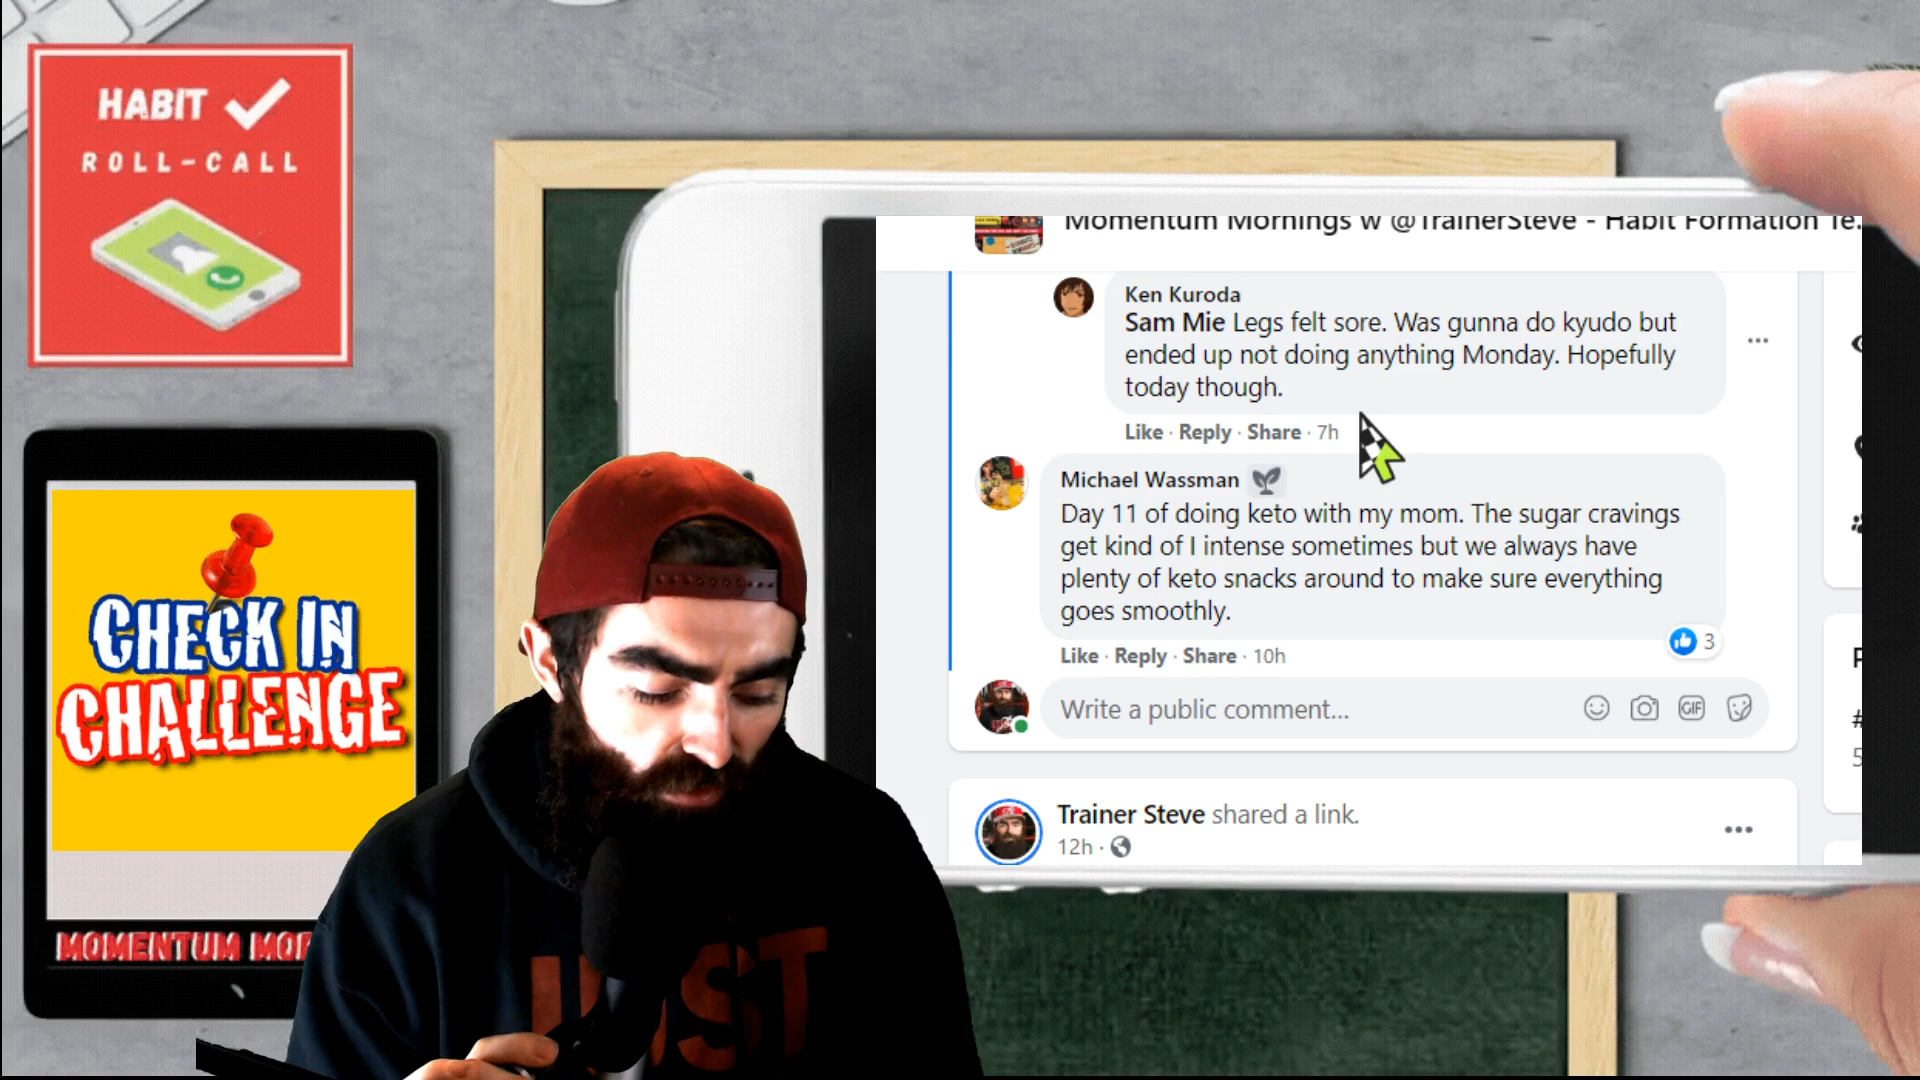 HABIT
ROLL-CALL
CHECK IN
CHALLENGE
MOMENTUM
Momentum Mornings w @TrainerSteve - Habit Formation Te.
Ken Kuroda
Sam Mie Legs felt sore. Was gunna do kyudo but
ended up not doing anything Monday. Hopefully
today though.
Like · Reply · Share · 7h
Michael Wassman
Day 11 of doing keto with my mom. The sugar cravings
get kind of I intense sometimes but we always have
plenty of keto snacks around to make sure everything
goes smoothly.
3
Like · Reply · Share · 10h
Write a public comment...
GIF
Trainer Steve shared a link.
12h ·